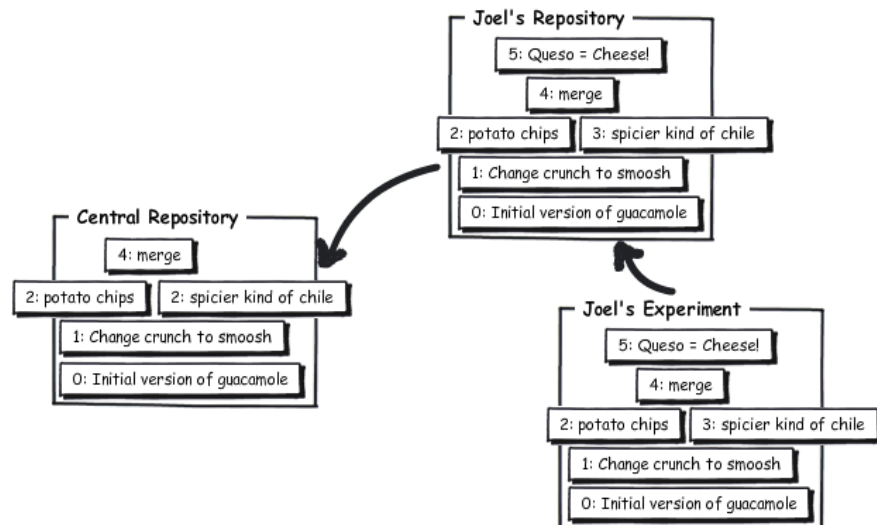 Joel's Repository
5: Queso = Cheese!
4: merge
2: potato chips
3: spicier kind of chile
1: Change crunch to smoosh
0: Initial version of guacamole
Central Repository
4: merge
2: potato chips
2: spicier kind of chile
1: Change crunch to smoosh
0: Initial version of guacamole
Joel's Experiment
5: Queso = Cheese!
4: merge
2: potato chips
3: spicier kind of chile
1: Change crunch to smoosh
0: Initial version of guacamole